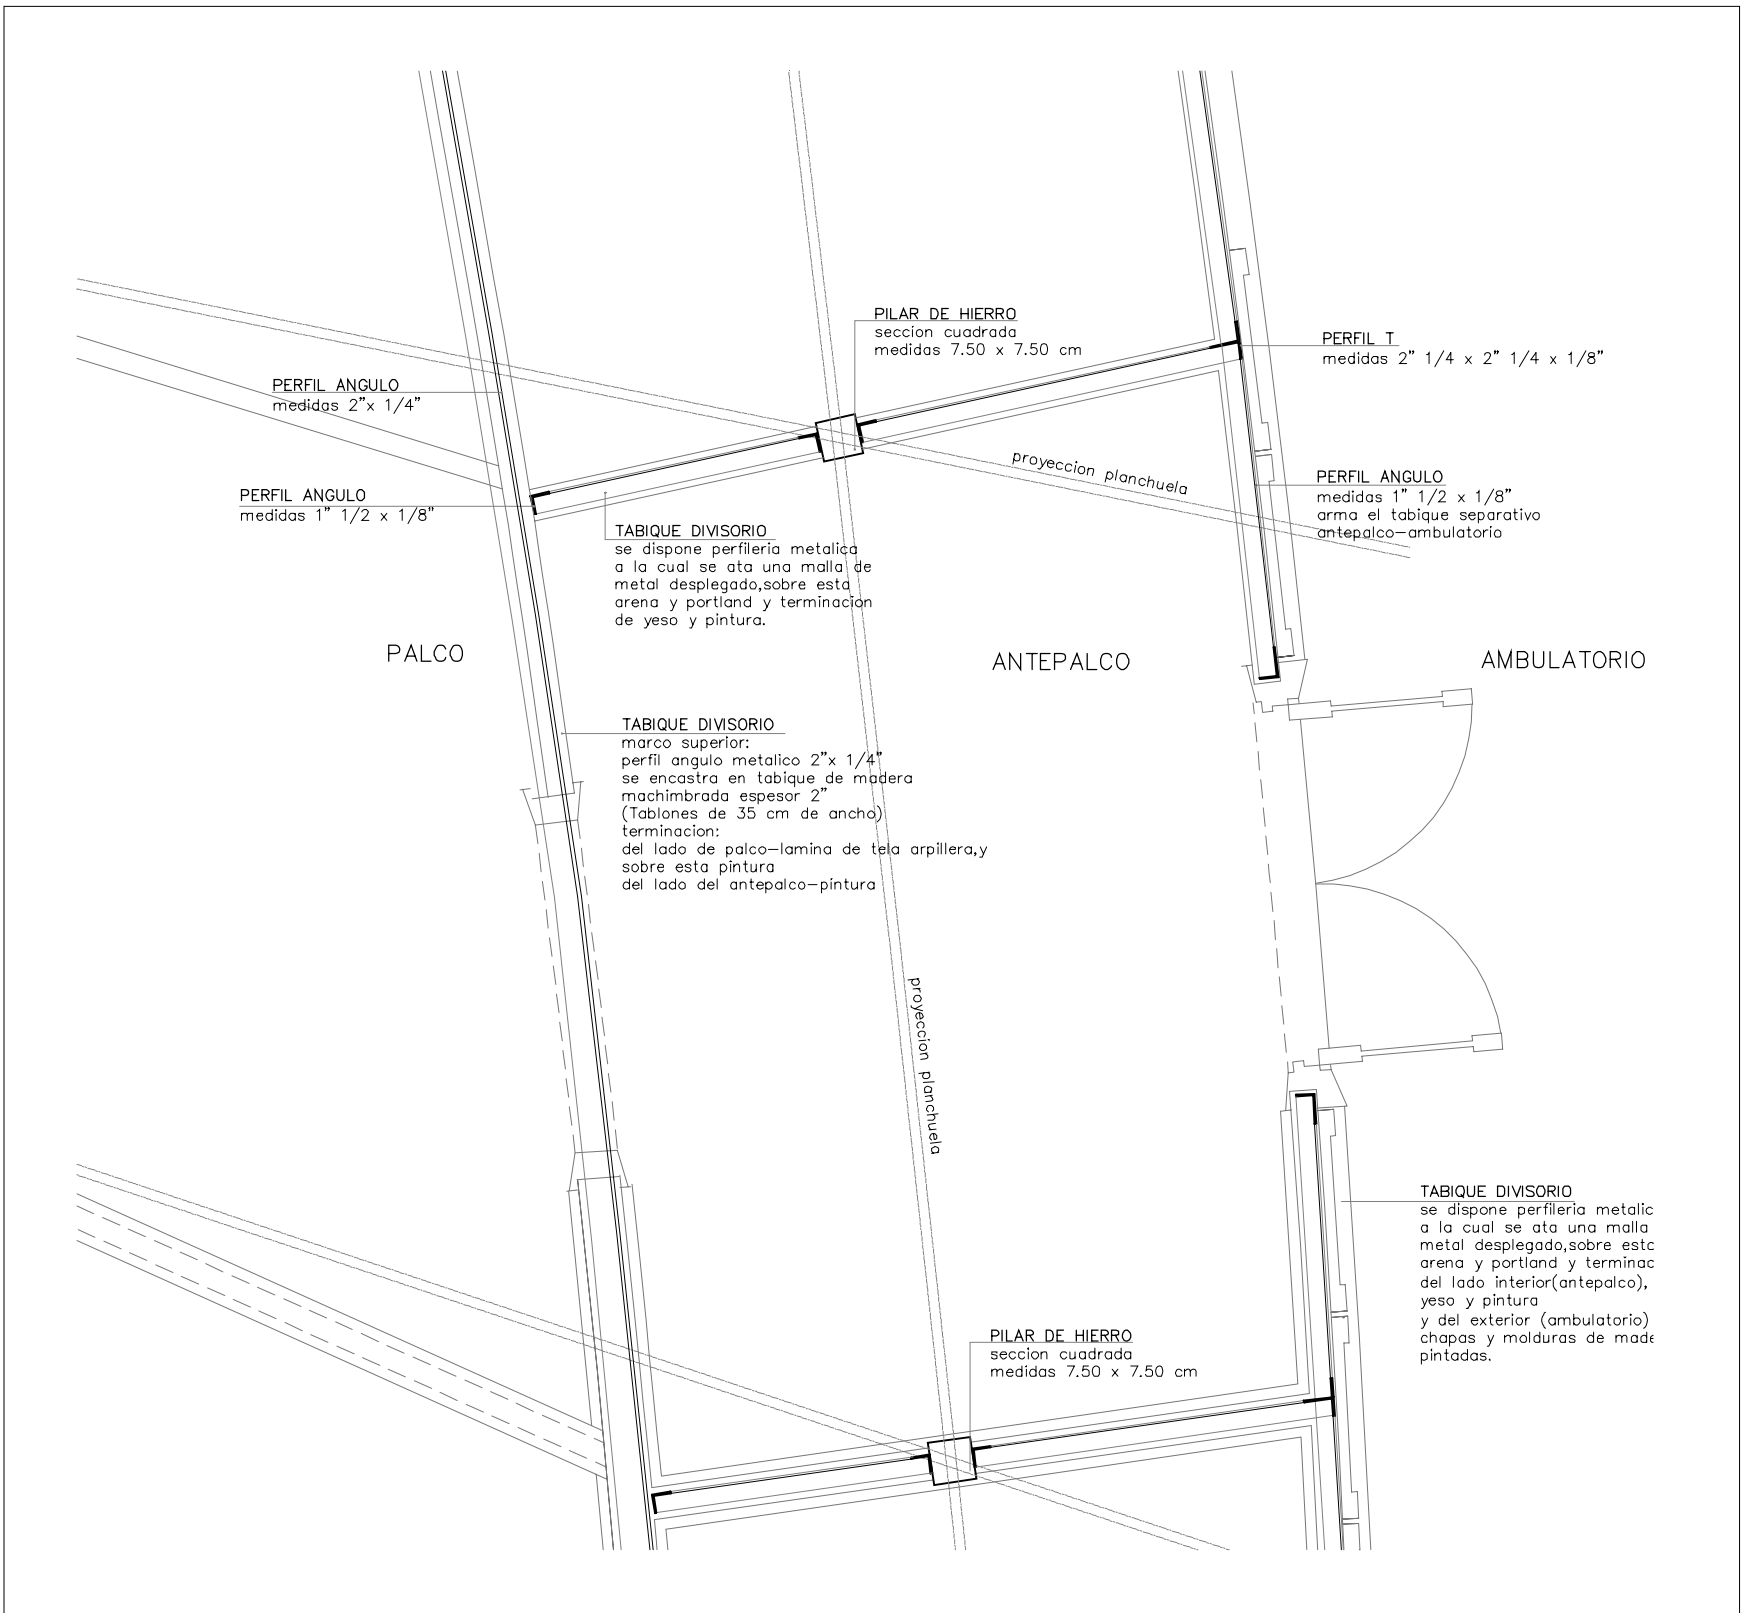 PILAR DE HIERRO
seccion cuadrada
medidas 7.50 x 7.50 cm
PERFIL T
medidas 2" 1/4 x 2" 1/4 x 1/8"
PERFIL ANGULO
medidas 2"x 1/4"
proyeccion planchuela
PERFIL ANGULO
medidas 1" 1/2 x 1/8"
arma el tabique separativo
antepalco-ambulatorio
PERFIL ANGULO
medidas 1" 1/2 x 1/8"
TABIQUE DIVISORIO
se dispone perfileria metalica
a la cual se ata una malla de
metal desplegado,sobre esta
arena y portland y terminacion
de yeso y pintura.
PALCO
ANTEPALCO
AMBULATORIO
TABIQUE DIVISORIO
marco superior:
perfil angulo metalico 2"x 1/4"
se encastra en tabique de madera
machimbrada espesor 2"
(Tablones de 35 cm de ancho)
terminacion:
del lado de palco-lamina de tela arpillera,y
sobre esta pintura
del lado del antepalco-pintura
proyeccion planchuela
TABIQUE DIVISORIO
se dispone perfileria metalic
a la cual se ata una malla
metal desplegado,sobre esta
arena y portland y terminac
del lado interior(antepalco),
yeso y pintura
y del exterior (ambulatorio)
chapas y molduras de made
pintadas.
PILAR DE HIERRO
seccion cuadrada
medidas 7.50 x 7.50 cm